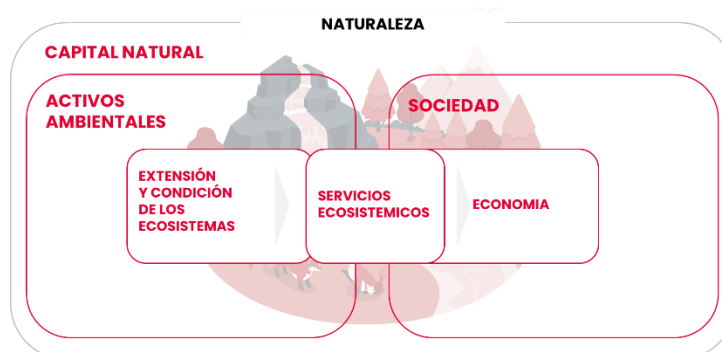 NATURALEZA
CAPITAL NATURAL
ACTIVOS
AMBIENTALES
SOCIEDAD
EXTENSIÓN
Y CONDICIÓN
DE LOS
ECOSISTEMAS
SERVICIOS
ECOSISTEMICOS
ECONOMIA